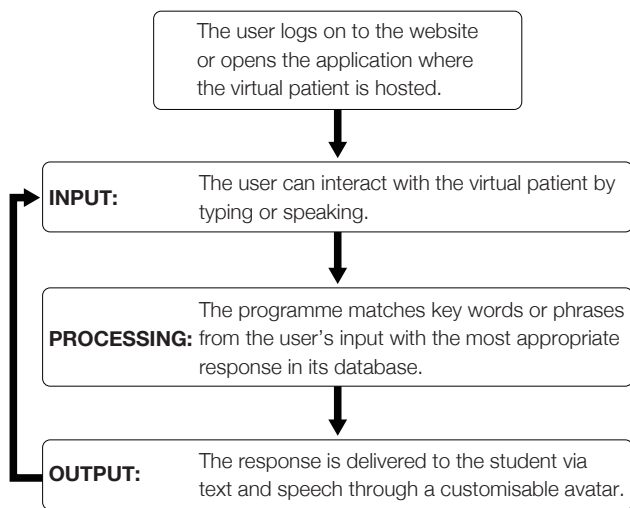 The user logs on to the website
or opens the application where
the virtual patient is hosted.
INPUT: The user can interact with the virtual patient by
typing or speaking.
The programme matches key words or phrases
PROCESSING: from the user's input with the most appropriate
response in its database.
The response is delivered to the student via
OUTPUT: text and speech through a customisable avatar.